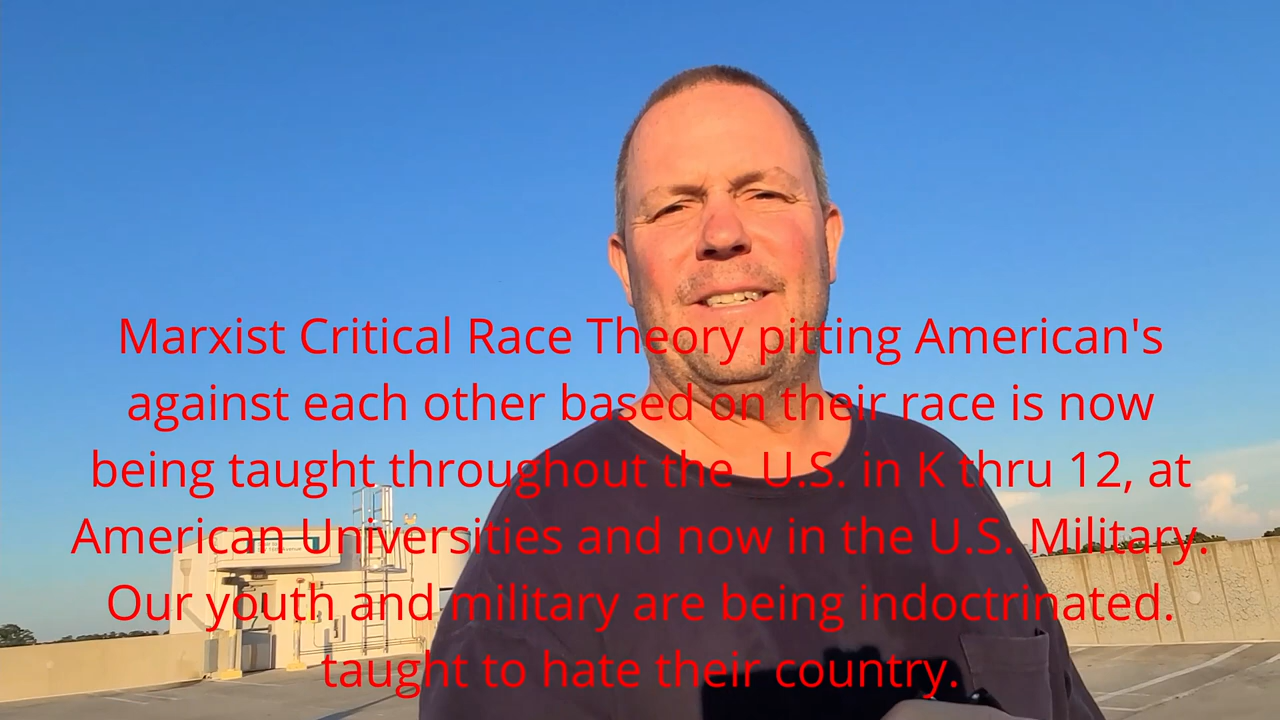 Marxist Critical Race Theory pitting American's
against each other based on their race is now
being taught throughout the U.S. in K thru 12, at
American Universities and now in the U.S. Military.
Our youth and military are being indoctrinated.
taught to hate their country.